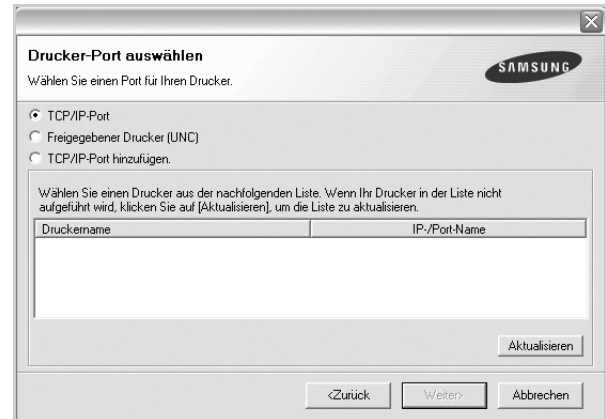 Drucker-Port auswählen
Wählen Sie einen Port für Ihren Drucker.
SAMSUNG
TCP/IP-Port
Freigegebener Drucker (UNC)
TCP/IP-Port hinzufügen.
Wählen Sie einen Drucker aus der nachfolgenden Liste. Wenn Ihr Drucker in der Liste nicht
aufgeführt wird, klicken Sie auf [Aktualisieren], um die Liste zu aktualisieren.
Druckername IP-/Port-Name
Aktualisieren
<Zurück Weiter> Abbrechen